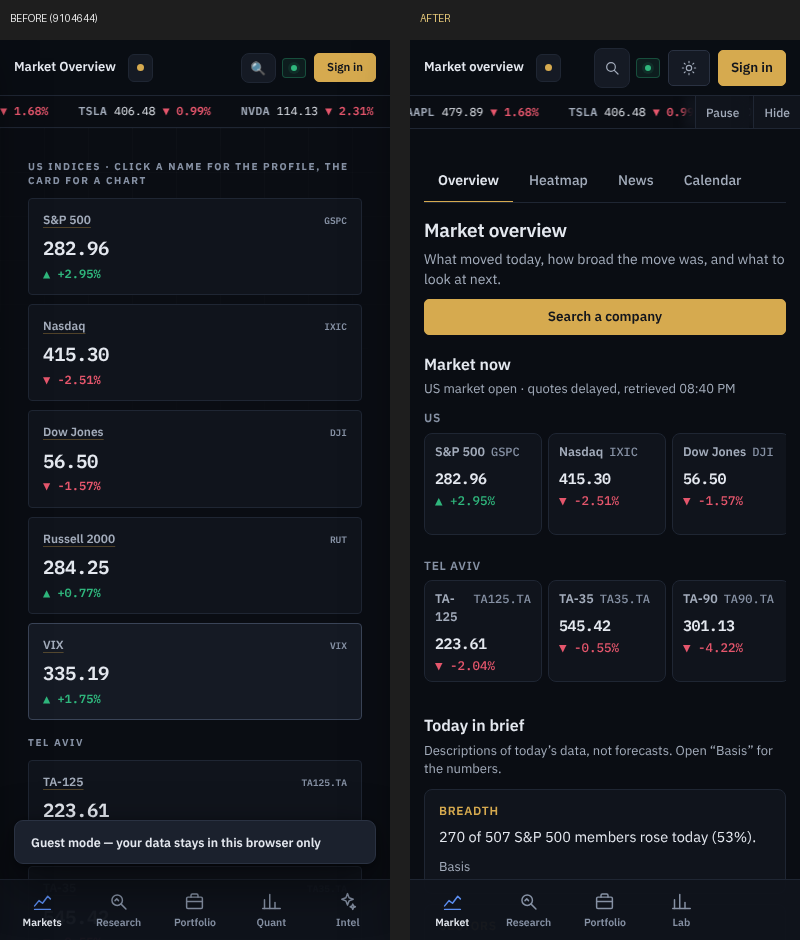 BEFORE (9104644)
Market Overview
Sign in
▼ 1.68% TSLA 406.48 ▼ 0.99% NVDA 114.13 ▼ 2.31%
US INDICES · CLICK A NAME FOR THE PROFILE, THE
CARD FOR A CHART
S&P 500 GSPC
282.96
▲ +2.95%
Nasdaq IXIC
415.30
▼ -2.51%
Dow Jones DJI
56.50
▼ -1.57%
Russell 2000 RUT
284.25
▲ +0.77%
VIX VIX
335.19
▲ +1.75%
TEL AVIV
TA-125 TA125.TA
223.61
Guest mode — your data stays in this browser only
Markets Research Portfolio Quant Intel
AFTER
Market overview
Sign in
AAPL 479.89 ▼ 1.68% TSLA 406.48 ▼ 0.9
Pause Hide
Overview Heatmap News Calendar
Market overview
What moved today, how broad the move was, and what to
look at next.
Search a company
Market now
US market open · quotes delayed, retrieved 08:40 PM
US
S&P 500 GSPC Nasdaq IXIC Dow Jones DJI
282.96 415.30 56.50
▲ +2.95% ▼ -2.51% ▼ -1.57%
TEL AVIV
TA-125 TA125.TA TA-35 TA35.TA TA-90 TA90.TA
223.61 545.42 301.13
▼ -2.04% ▼ -0.55% ▼ -4.22%
Today in brief
Descriptions of today’s data, not forecasts. Open “Basis” for
the numbers.
BREADTH
270 of 507 S&P 500 members rose today (53%).
Basis
Market Research Portfolio Lab